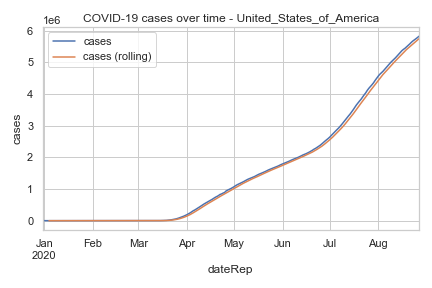 COVID-19 cases over time - United_States_of_America
1e6
cases
cases (rolling)
6
5
4
3
2
1
0
cases
Jan Feb Mar Apr May Jun Jul Aug
2020
dateRep